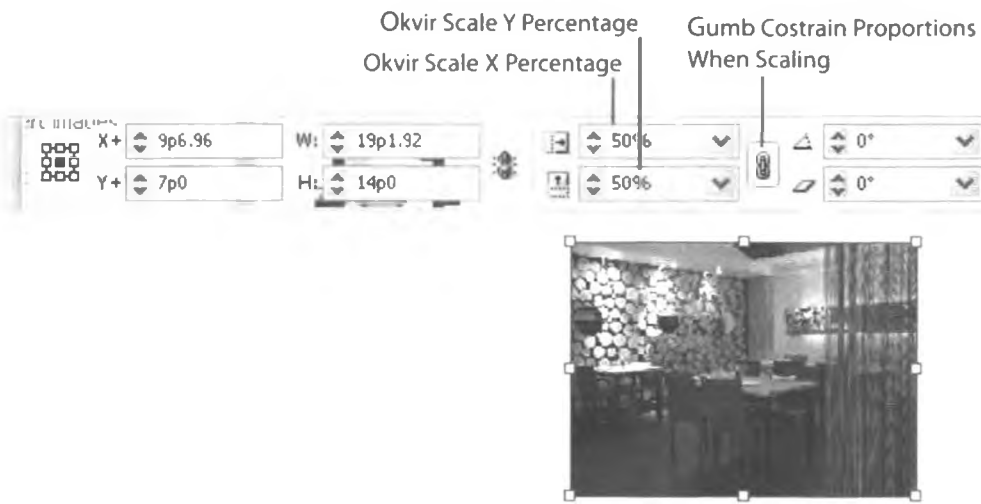 Okvir Scale Y Percentage
Gumb Costrain Proportions
When Scaling
Okvir Scale X Percentage
X+ 9p6.96 W: 19p1.92 50% 0°
Y+ 7p0 H: 14p0 50% 0°